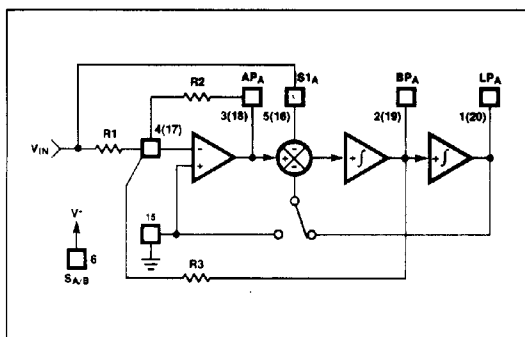 AP_A S1_A BP_A LP_A
R2
3(18) 5(16) 2(19) 1(20)
4(17)
V_IN R1
- + + - - +∫ +∫
V-
15
6
S_A/B
R3